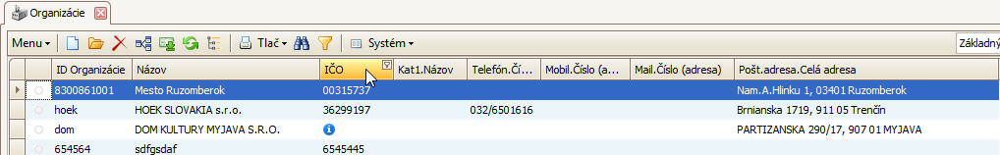 Organizácie
Menu Tlač Systém Základný
ID Organizácie Názov IČO Kat1.Názov Telefón.Čí... Mobil.Číslo (a... Mail.Číslo (adresa) Pošt.adresa.Celá adresa
8300861001 Mesto Ruzomberok 00315737 Nam.A.Hlinku 1, 03401 Ruzomberok
hoek HOEK SLOVAKIA s.r.o. 36299197 032/6501616 Brnianska 1719, 911 05 Trenčín
dom DOM KULTURY MYJAVA S.R.O. PARTIZANSKA 290/17, 907 01 MYJAVA
654564 sdfgsdaf 6545445